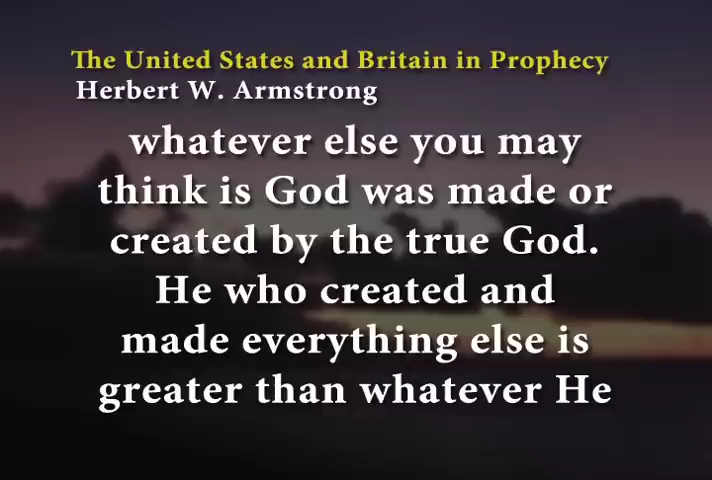 The United States and Britain in Prophecy
Herbert W. Armstrong
whatever else you may
think is God was made or
created by the true God.
He who created and
made everything else is
greater than whatever He